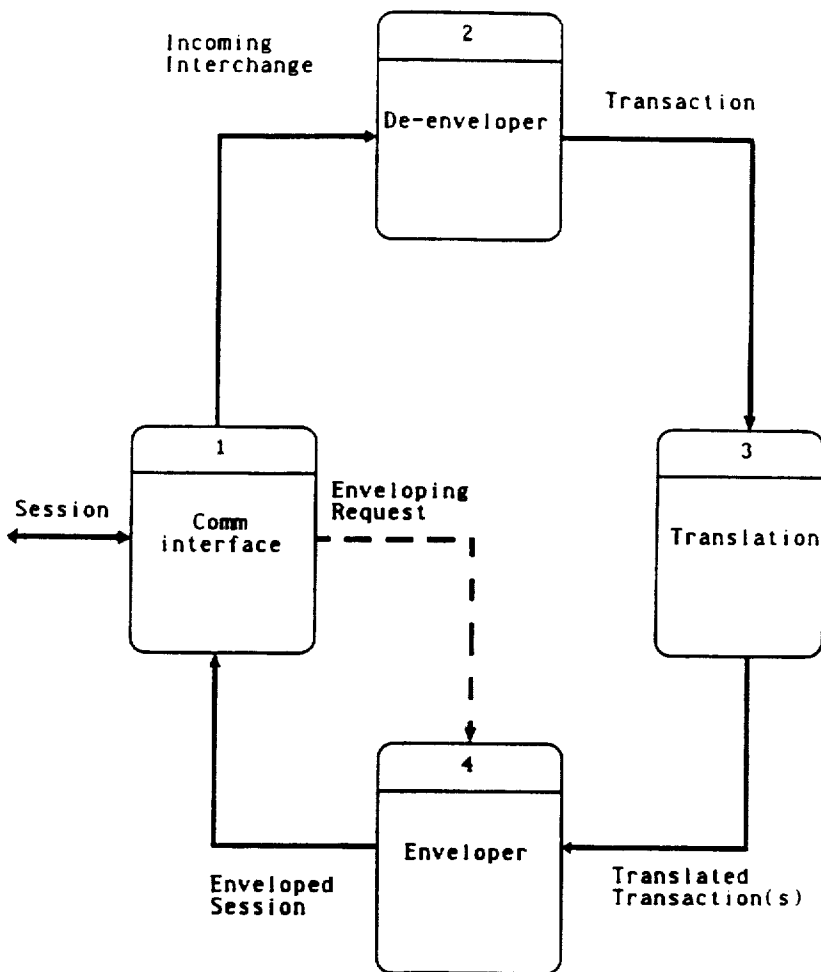 2
Incoming
Interchange
De-enveloper
Transaction
1
3
Session
Enveloping
Request
Comm
interface
Translation
4
Enveloper
Enveloped
Session
Translated
Transaction(s)